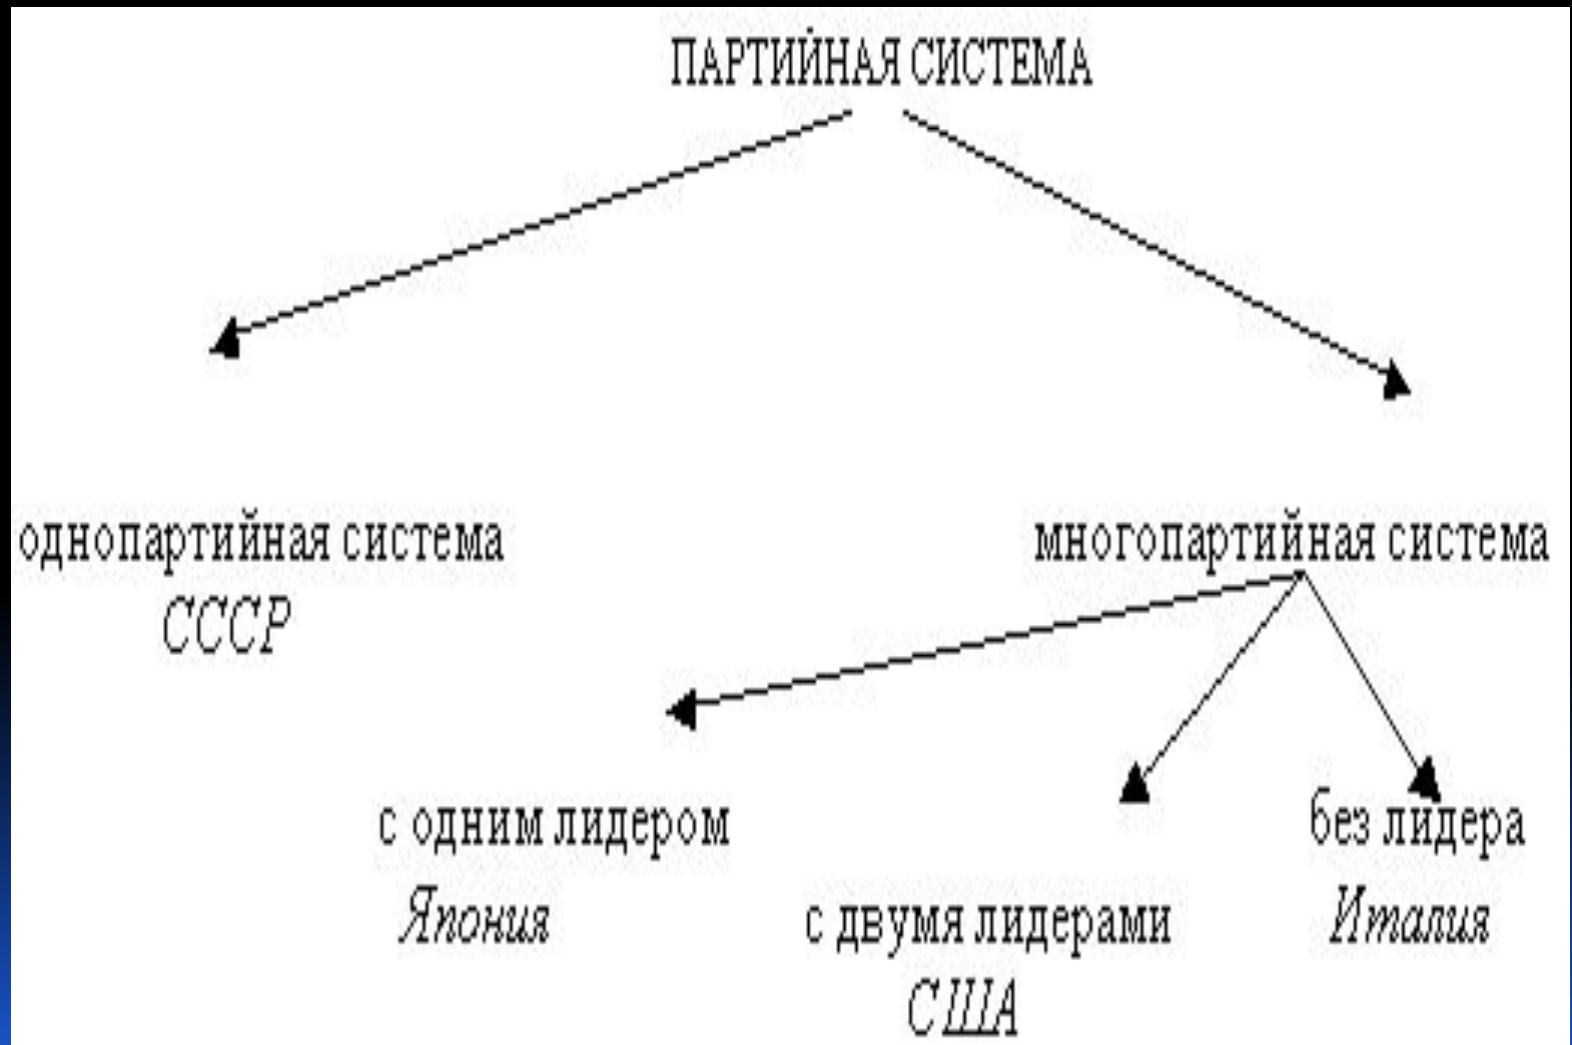 ПАРТИЙНАЯ СИСТЕМА
однопартийная система
СССР
многопартийная система
с одним лидером
Япония
с двумя лидерами
США
без лидера
Италия